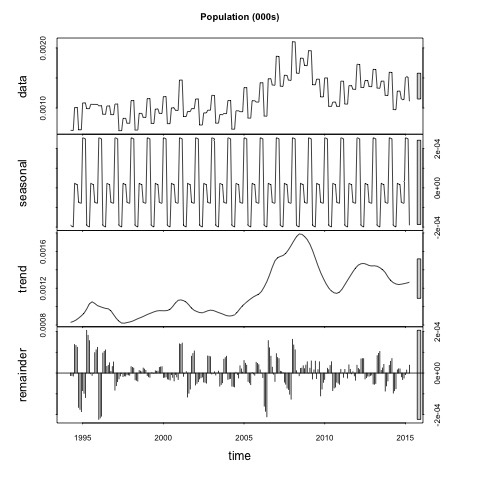 Population (000s)
data
0.0020
0.0010
seasonal
2e-04
0e+00
-2e-04
trend
0.0016
0.0012
0.0008
remainder
2e-04
0e+00
-2e-04
1995 2000 2005 2010 2015
time